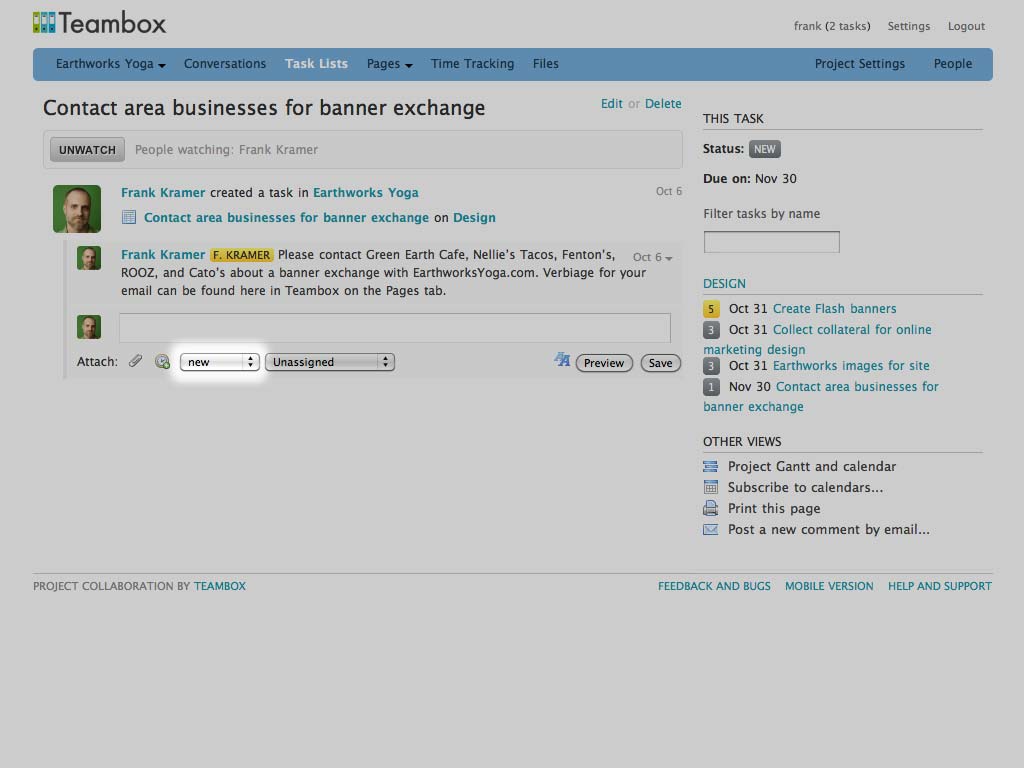 Teambox
frank (2 tasks) Settings Logout
Earthworks Yoga Conversations Task Lists Pages Time Tracking Files Project Settings People
Contact area businesses for banner exchange
Edit or Delete
UNWATCH People watching: Frank Kramer
Frank Kramer created a task in Earthworks Yoga Oct 6
Contact area businesses for banner exchange on Design
Frank Kramer F. KRAMER Please contact Green Earth Cafe, Nellie's Tacos, Fenton's, Oct 6
ROOZ, and Cato's about a banner exchange with EarthworksYoga.com. Verbiage for your
email can be found here in Teambox on the Pages tab.
Attach: new Unassigned Preview Save
THIS TASK
Status: NEW
Due on: Nov 30
Filter tasks by name
DESIGN
5 Oct 31 Create Flash banners
3 Oct 31 Collect collateral for online
marketing design
3 Oct 31 Earthworks images for site
1 Nov 30 Contact area businesses for
banner exchange
OTHER VIEWS
Project Gantt and calendar
Subscribe to calendars...
Print this page
Post a new comment by email...
PROJECT COLLABORATION BY TEAMBOX
FEEDBACK AND BUGS MOBILE VERSION HELP AND SUPPORT